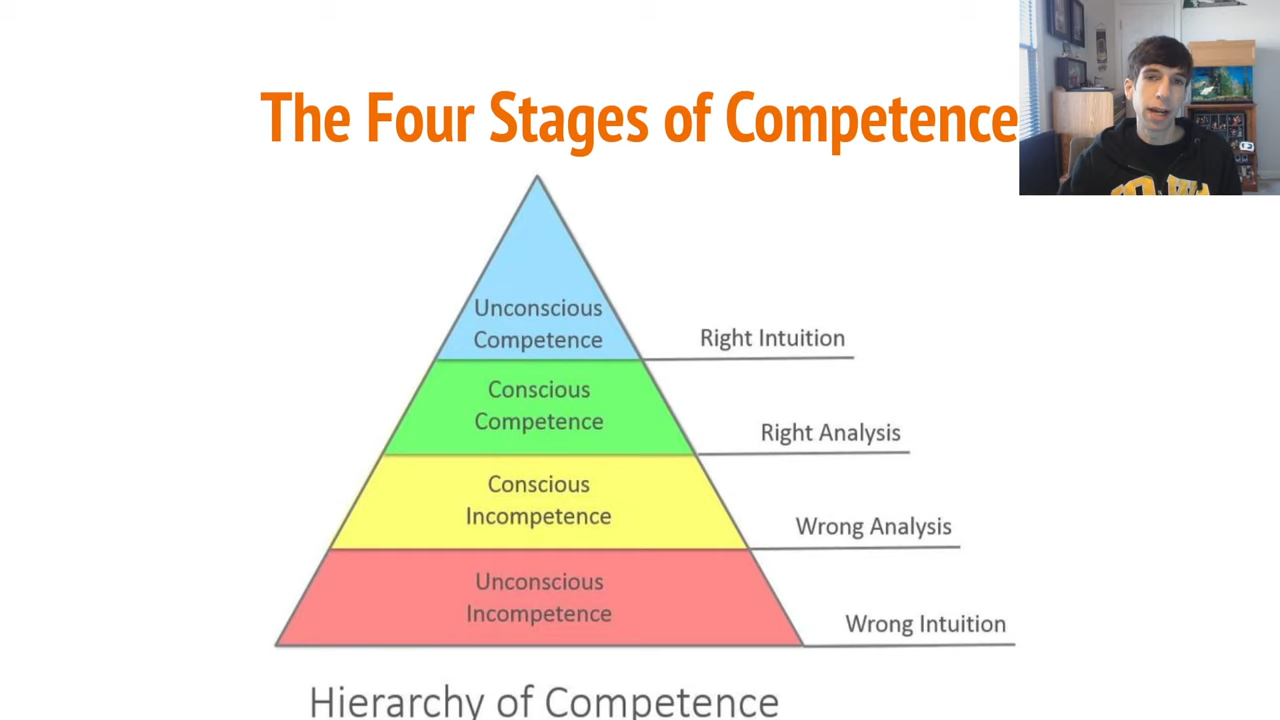 The Four Stages of Competence
Unconscious
Competence
Right Intuition
Conscious
Competence
Right Analysis
Conscious
Incompetence
Wrong Analysis
Unconscious
Incompetence
Wrong Intuition
Hierarchy of Competence